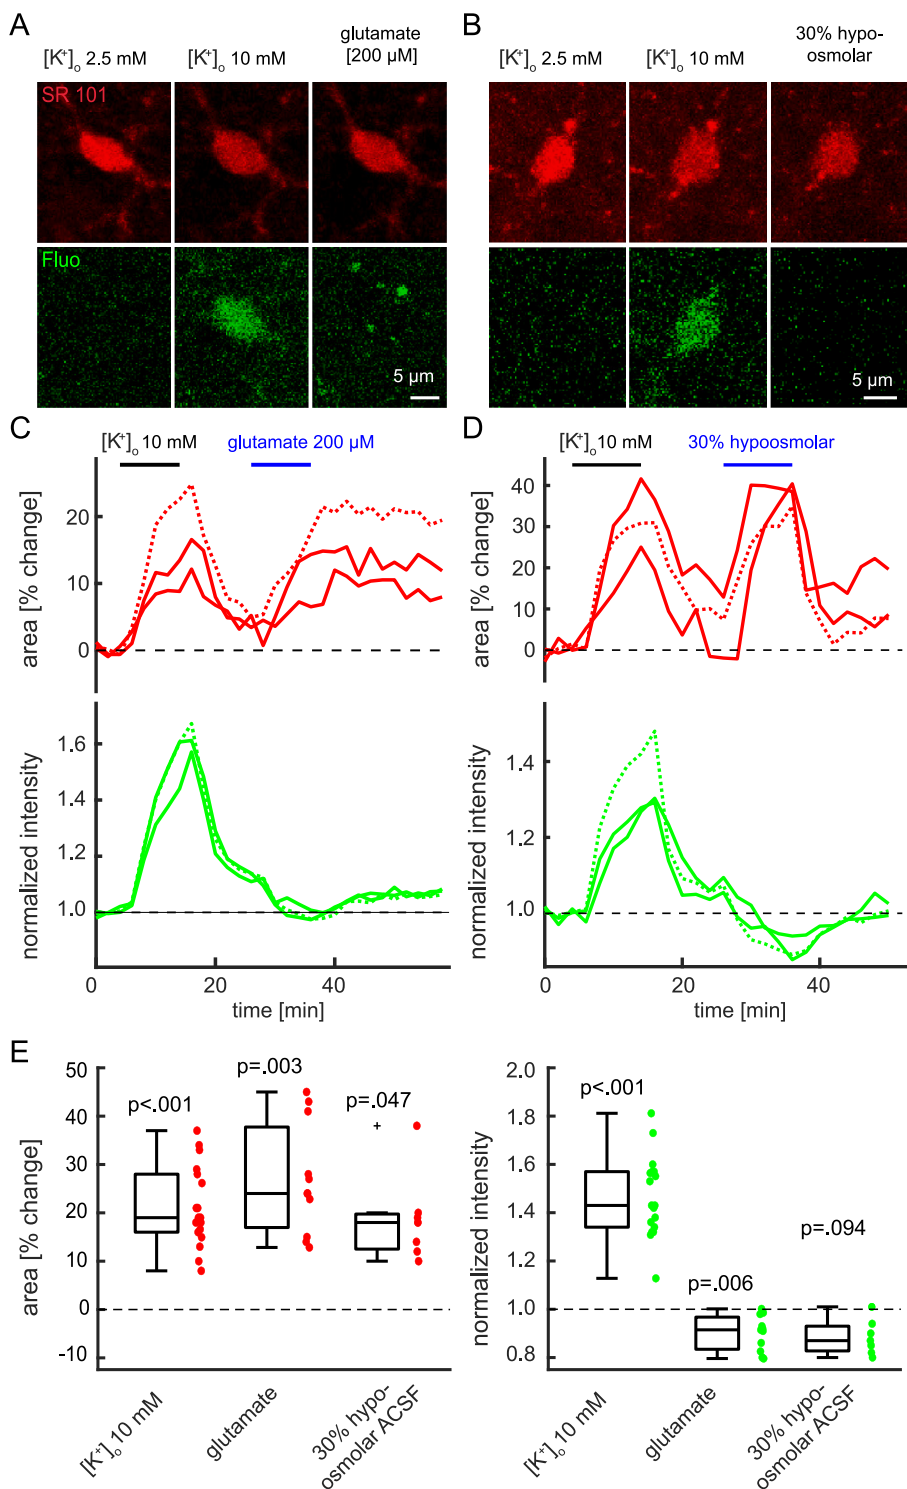 A
[K⁺]ₒ 2.5 mM
[K⁺]ₒ 10 mM
glutamate
[200 µM]
SR 101
Fluo
5 µm
B
[K⁺]ₒ 2.5 mM
[K⁺]ₒ 10 mM
30% hypo-
osmolar
5 µm
C
[K⁺]ₒ 10 mM
glutamate 200 µM
area [% change]
20
10
0
normalized intensity
1.6
1.4
1.2
1.0
0
20
40
time [min]
D
[K⁺]ₒ 10 mM
30% hypoosmolar
area [% change]
40
30
20
10
0
normalized intensity
1.4
1.2
1.0
0
20
40
time [min]
E
area [% change]
50
40
30
20
10
0
-10
p<.001
p=.003
p=.047
+
[K⁺]ₒ 10 mM
glutamate
30% hypo-
osmolar ACSF
normalized intensity
2.0
1.8
1.6
1.4
1.2
1.0
0.8
p<.001
p=.006
p=.094
[K⁺]ₒ 10 mM
glutamate
30% hypo-
osmolar ACSF